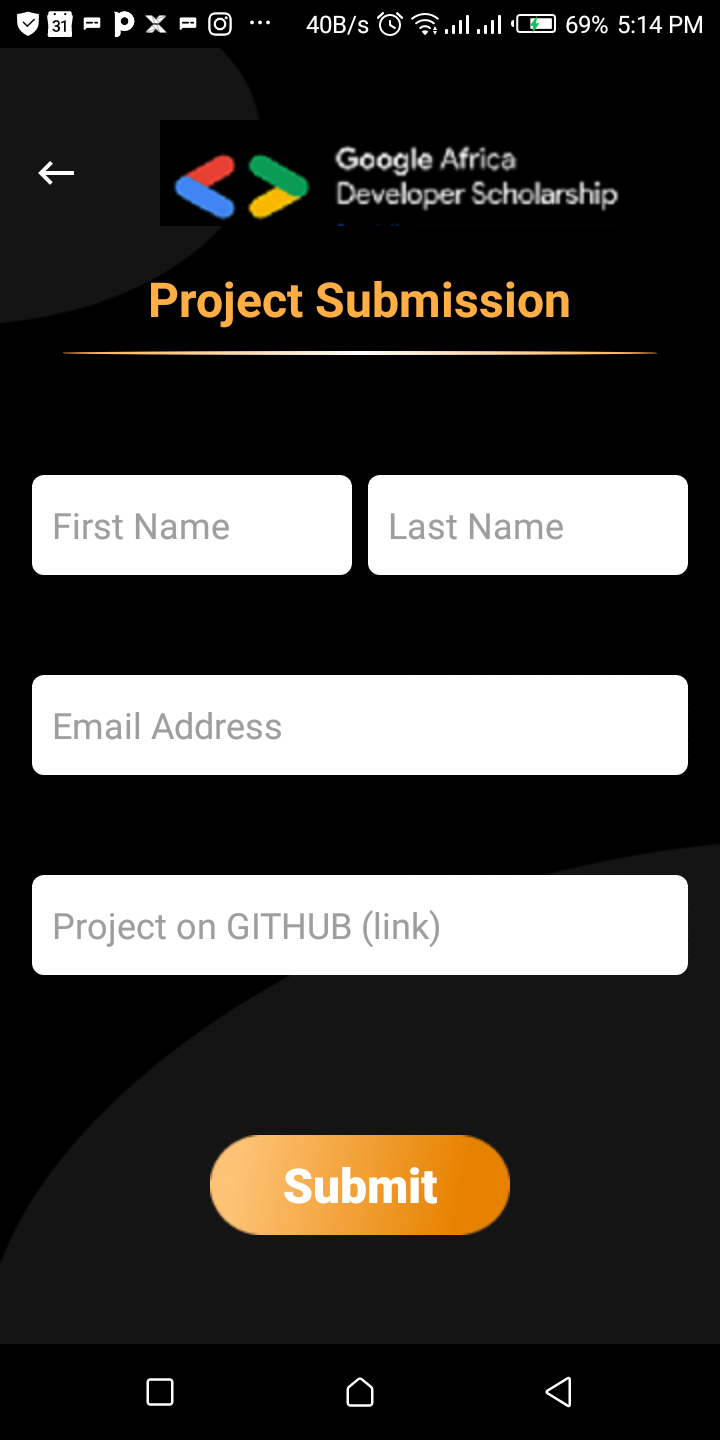 31 40B/s 69% 5:14 PM
Google Africa
Developer Scholarship
Project Submission
First Name Last Name
Email Address
Project on GITHUB (link)
Submit